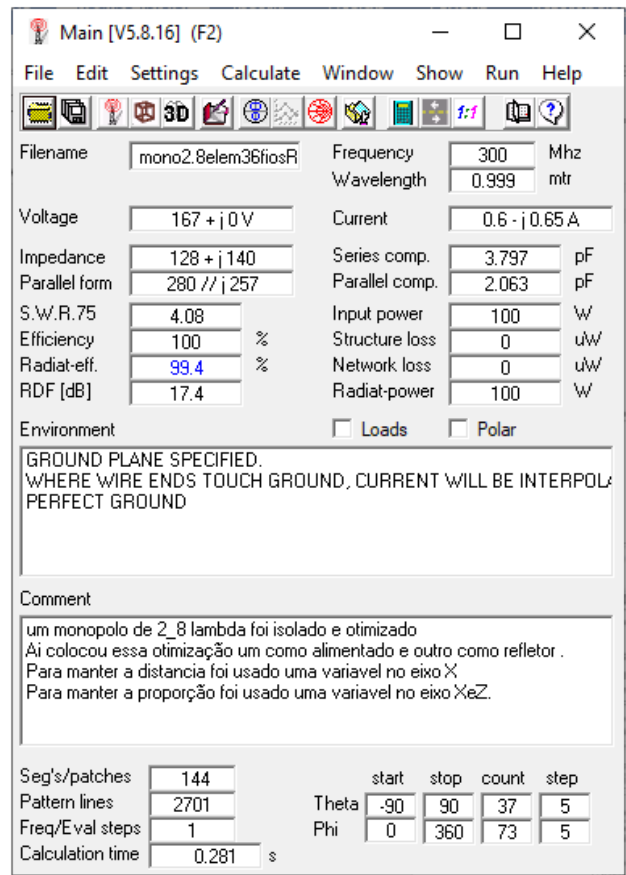 Main [V5.8.16] (F2)
File Edit Settings Calculate Window Show Run Help
3D 1:1
Filename mono2.8elem36fiosR Frequency 300 Mhz
Wavelength 0.999 mtr
Voltage 167 + j 0 V Current 0.6 - j 0.65 A
Impedance 128 + j 140 Series comp. 3.797 pF
Parallel form 280 // j 257 Parallel comp. 2.063 pF
S.W.R.75 4.08 Input power 100 W
Efficiency 100 % Structure loss 0 uW
Radiat-eff. 99.4 % Network loss 0 uW
RDF [dB] 17.4 Radiat-power 100 W
Environment Loads Polar
GROUND PLANE SPECIFIED.
WHERE WIRE ENDS TOUCH GROUND, CURRENT WILL BE INTERPOLA
PERFECT GROUND
Comment
um monopolo de 2_8 lambda foi isolado e otimizado
Ai colocou essa otimização um como alimentado e outro como refletor .
Para manter a distancia foi usado uma variavel no eixo X
Para manter a proporção foi usado uma variavel no eixo XeZ.
Seg's/patches 144 start stop count step
Pattern lines 2701 Theta -90 90 37 5
Freq/Eval steps 1 Phi 0 360 73 5
Calculation time 0.281 s